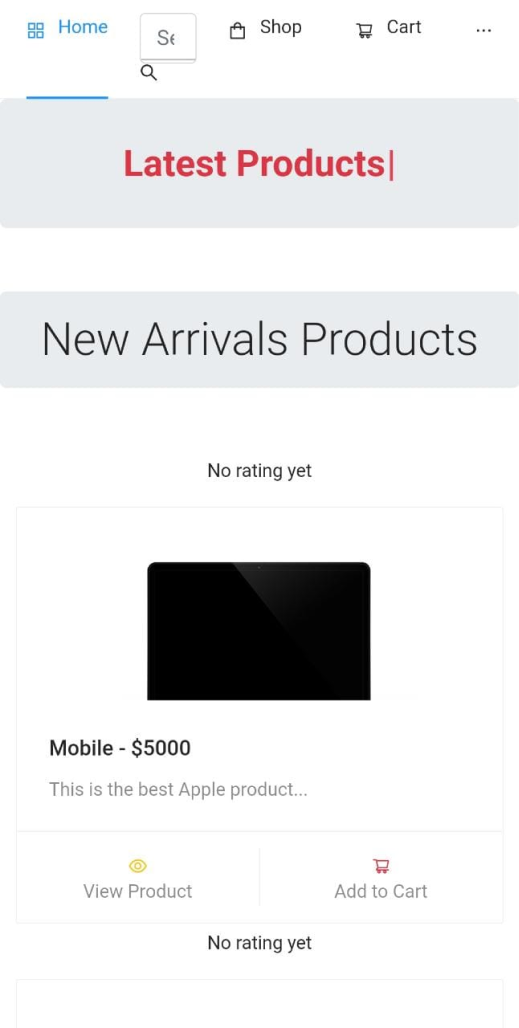 Home Se Shop Cart ...
Latest Products|
New Arrivals Products
No rating yet
Mobile - $5000
This is the best Apple product...
View Product Add to Cart
No rating yet